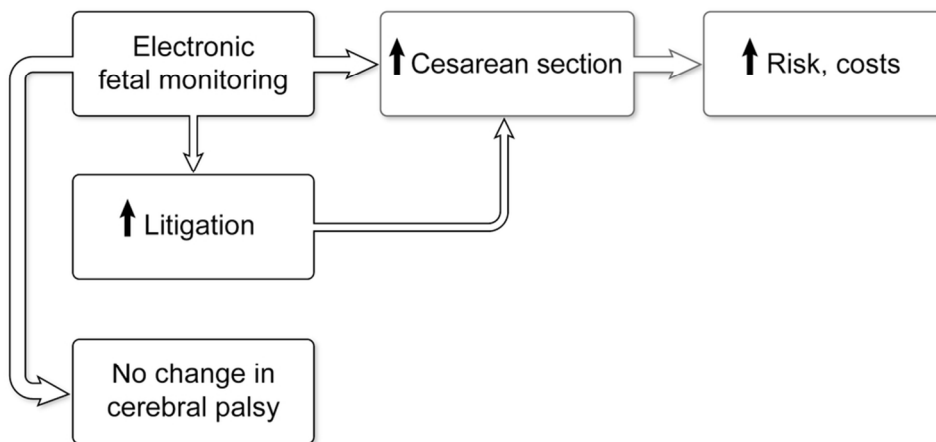 Electronic
fetal monitoring
Cesarean section
Risk, costs
Litigation
No change in
cerebral palsy